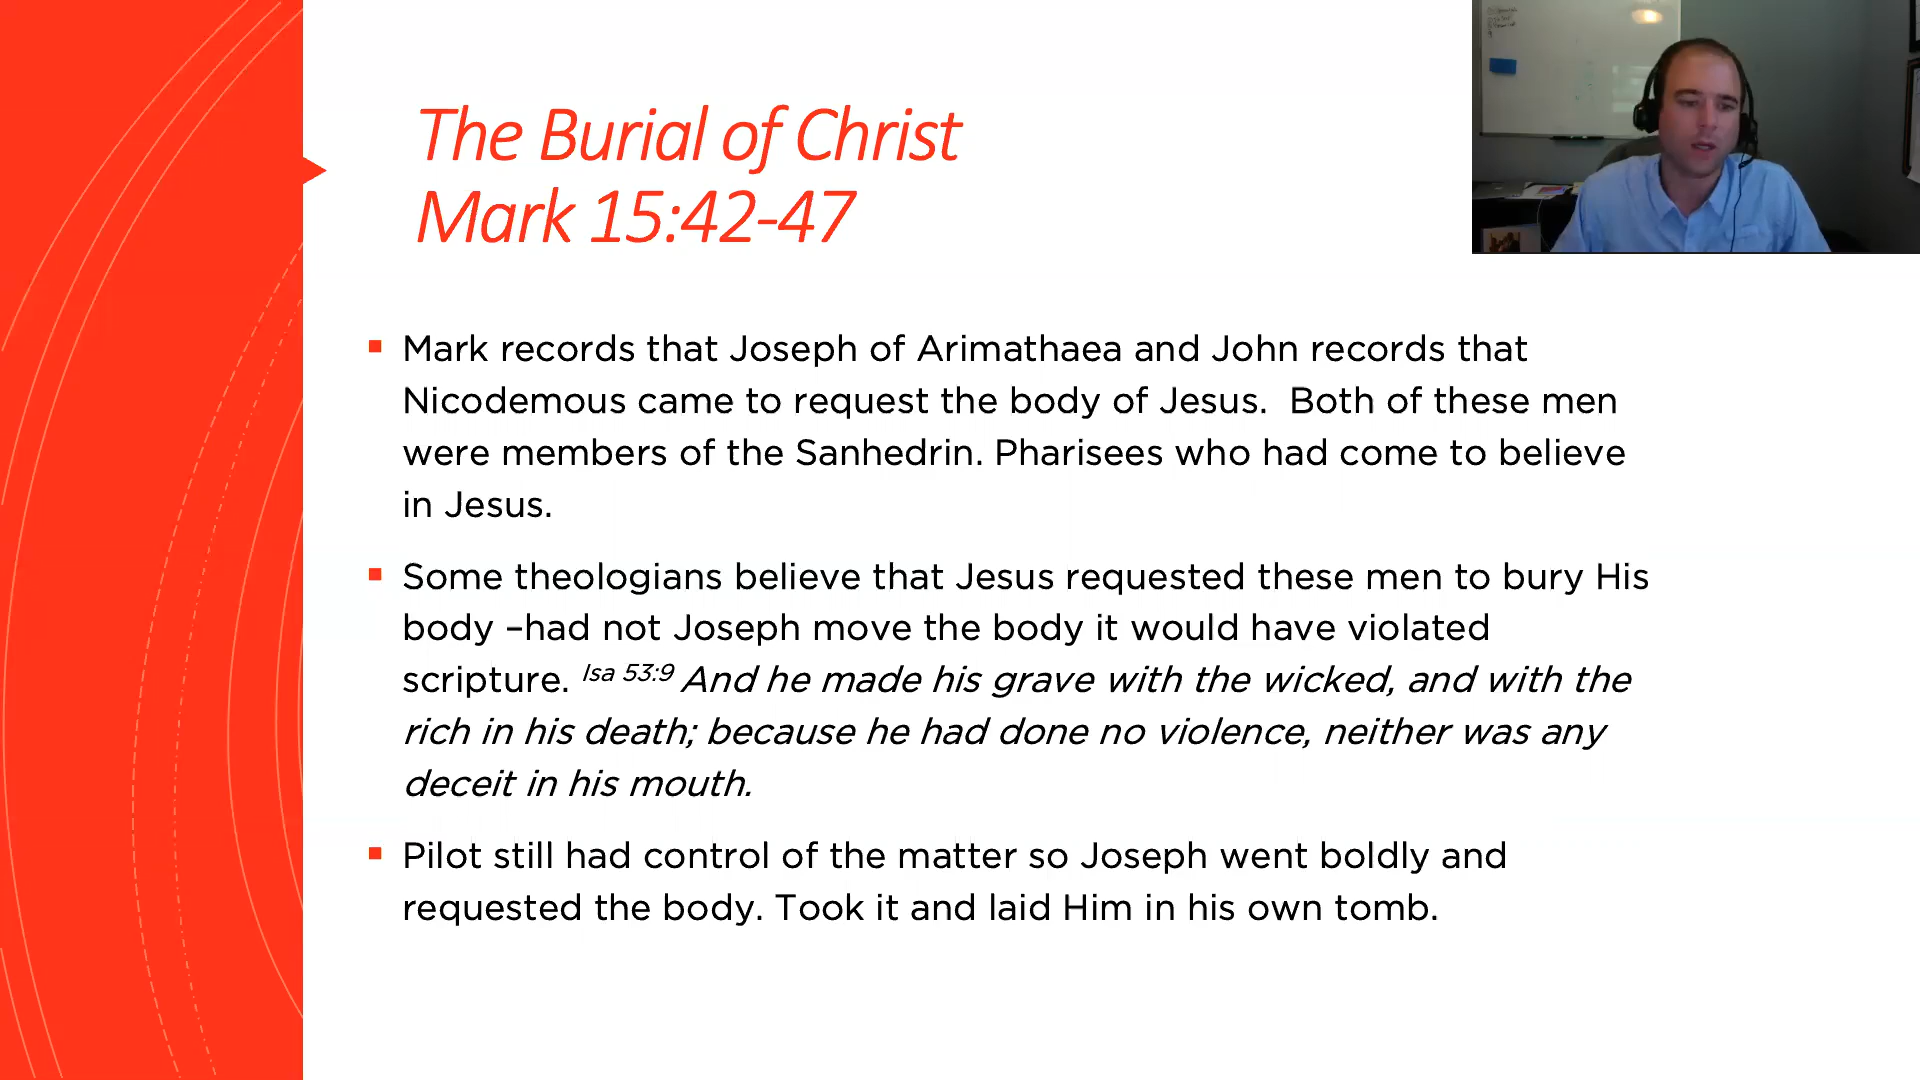 The Burial of Christ
Mark 15:42-47
Mark records that Joseph of Arimathaea and John records that
Nicodemous came to request the body of Jesus.  Both of these men
were members of the Sanhedrin. Pharisees who had come to believe
in Jesus.
Some theologians believe that Jesus requested these men to bury His
body –had not Joseph move the body it would have violated
scripture. Isa 53:9 And he made his grave with the wicked, and with the
rich in his death; because he had done no violence, neither was any
deceit in his mouth.
Pilot still had control of the matter so Joseph went boldly and
requested the body. Took it and laid Him in his own tomb.